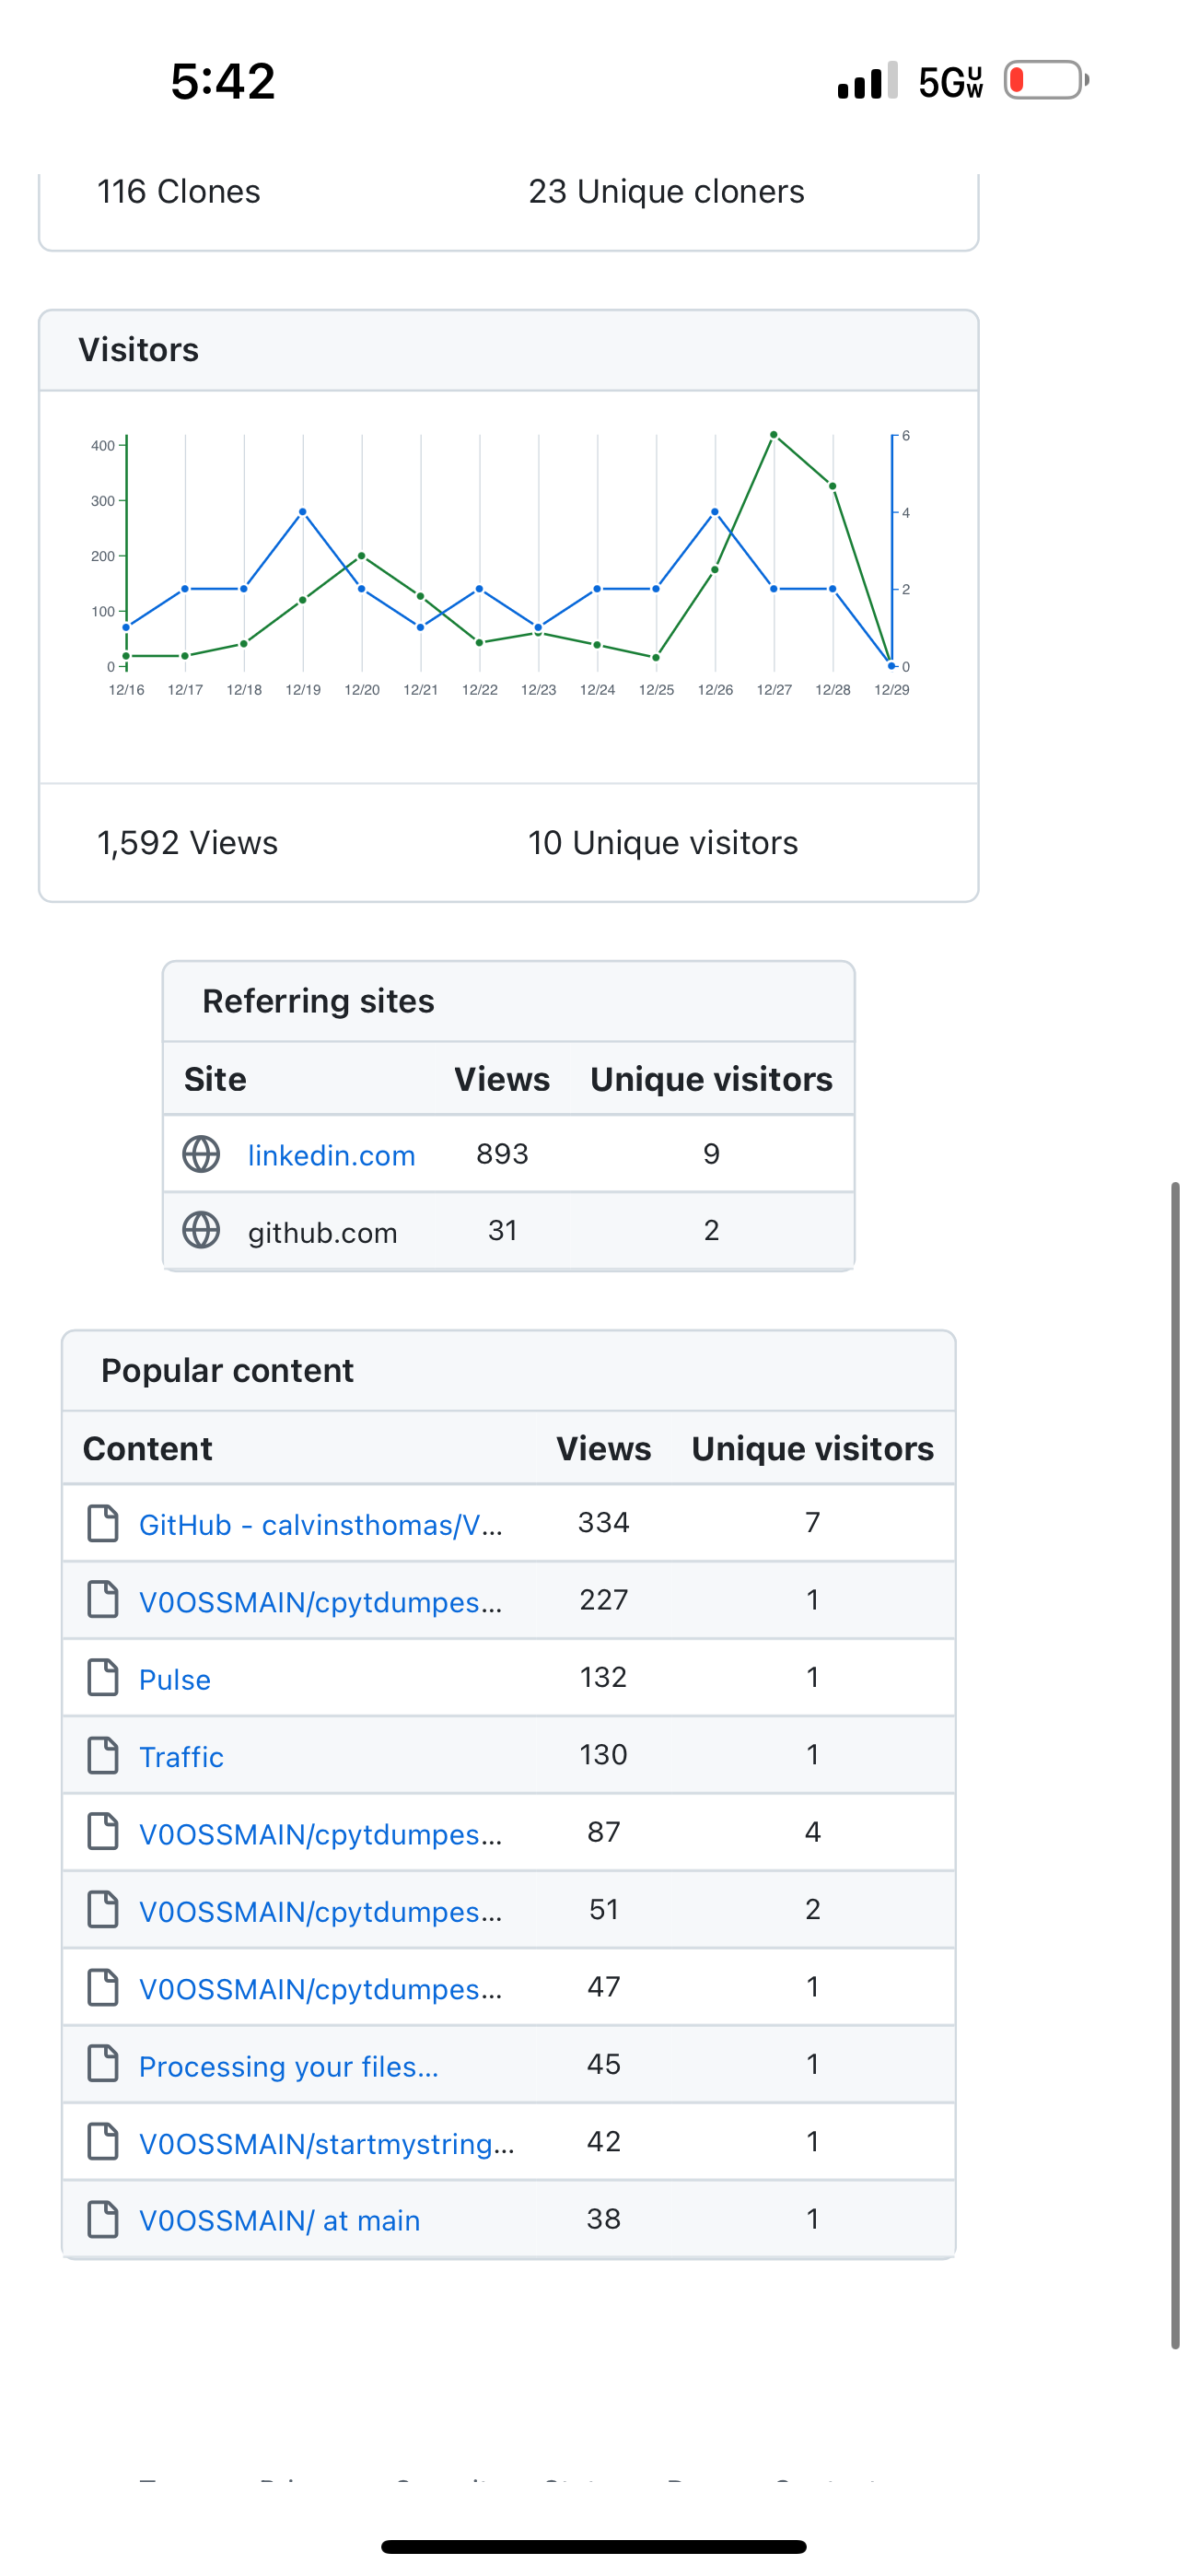 5:42 5G UW
116 Clones 23 Unique cloners
Visitors
400 6
300 4
200 2
100
0 0
12/16 12/17 12/18 12/19 12/20 12/21 12/22 12/23 12/24 12/25 12/26 12/27 12/28 12/29
1,592 Views 10 Unique visitors
Referring sites
Site Views Unique visitors
linkedin.com 893 9
github.com 31 2
Popular content
Content Views Unique visitors
GitHub - calvinsthomas/V... 334 7
V0OSSMAIN/cpytdumpes... 227 1
Pulse 132 1
Traffic 130 1
V0OSSMAIN/cpytdumpes... 87 4
V0OSSMAIN/cpytdumpes... 51 2
V0OSSMAIN/cpytdumpes... 47 1
Processing your files... 45 1
V0OSSMAIN/startmystring... 42 1
V0OSSMAIN/ at main 38 1